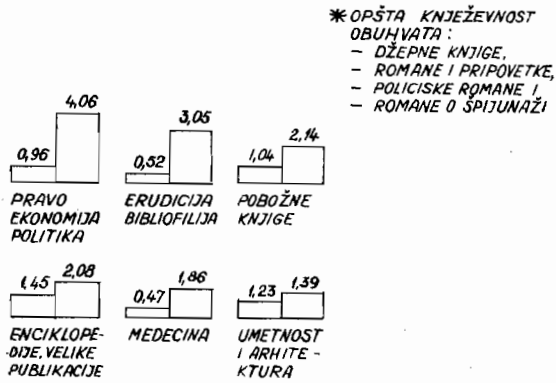 * OPŠTA KNJEŽEVNOST
OBUHVATA:
- DŽEPNE KNJIGE,
- ROMANE I PRIPOVETKE,
- POLICISKE ROMANE I
- ROMANE O ŠPIJUNAŽI
0,96 4,06
PRAVO
EKONOMIJA
POLITIKA
0,52 3,05
ERUDICIJA
BIBLIOFILIJA
1,04 2,14
POBOŽNE
KNJIGE
1,45 2,08
ENCIKLOPE-
-DIJE, VELIKE
PUBLIKACIJE
0,47 1,86
MEDECINA
1,23 1,39
UMETNOST
I ARHITE-
KTURA